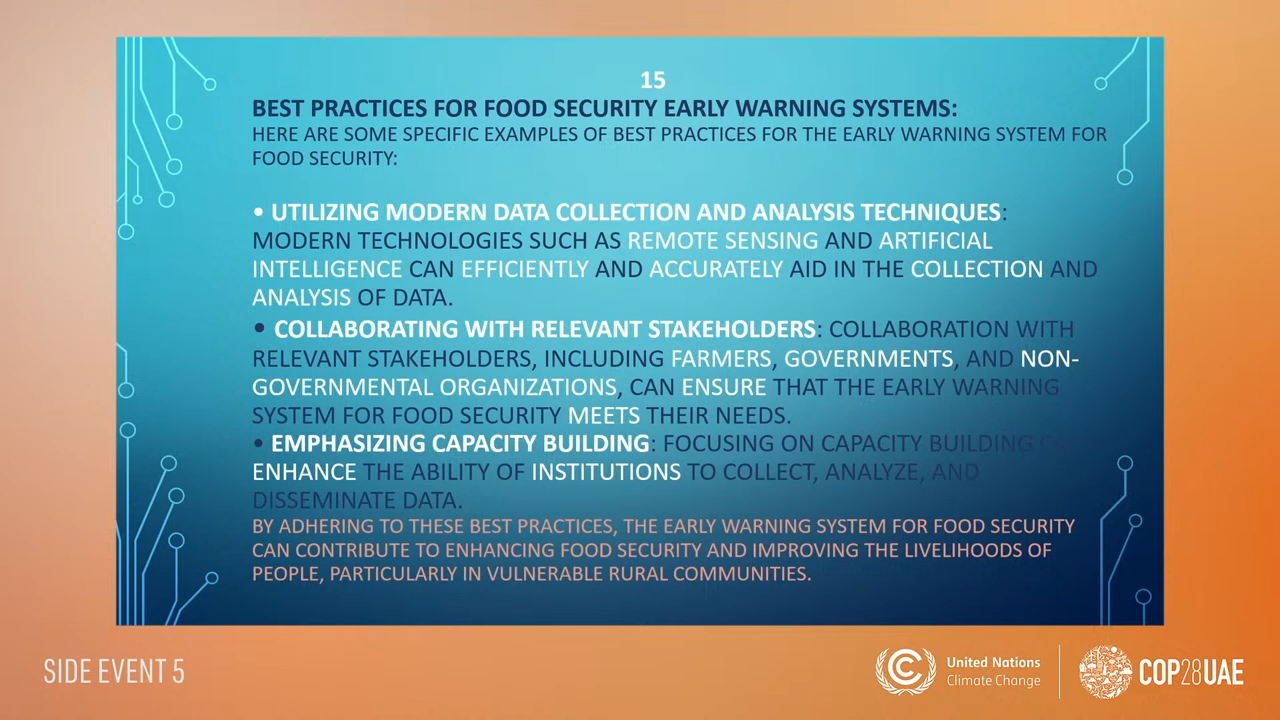 15
BEST PRACTICES FOR FOOD SECURITY EARLY WARNING SYSTEMS:
HERE ARE SOME SPECIFIC EXAMPLES OF BEST PRACTICES FOR THE EARLY WARNING SYSTEM FOR
FOOD SECURITY:
• UTILIZING MODERN DATA COLLECTION AND ANALYSIS TECHNIQUES:
MODERN TECHNOLOGIES SUCH AS REMOTE SENSING AND ARTIFICIAL
INTELLIGENCE CAN EFFICIENTLY AND ACCURATELY AID IN THE COLLECTION AND
ANALYSIS OF DATA.
• COLLABORATING WITH RELEVANT STAKEHOLDERS: COLLABORATION WITH
RELEVANT STAKEHOLDERS, INCLUDING FARMERS, GOVERNMENTS, AND NON-
GOVERNMENTAL ORGANIZATIONS, CAN ENSURE THAT THE EARLY WARNING
SYSTEM FOR FOOD SECURITY MEETS THEIR NEEDS.
• EMPHASIZING CAPACITY BUILDING: FOCUSING ON CAPACITY BUILDING
ENHANCE THE ABILITY OF INSTITUTIONS TO COLLECT, ANALYZE, AND
DISSEMINATE DATA.
BY ADHERING TO THESE BEST PRACTICES, THE EARLY WARNING SYSTEM FOR FOOD SECURITY
CAN CONTRIBUTE TO ENHANCING FOOD SECURITY AND IMPROVING THE LIVELIHOODS OF
PEOPLE, PARTICULARLY IN VULNERABLE RURAL COMMUNITIES.
SIDE EVENT 5
United Nations
Climate Change
COP28UAE